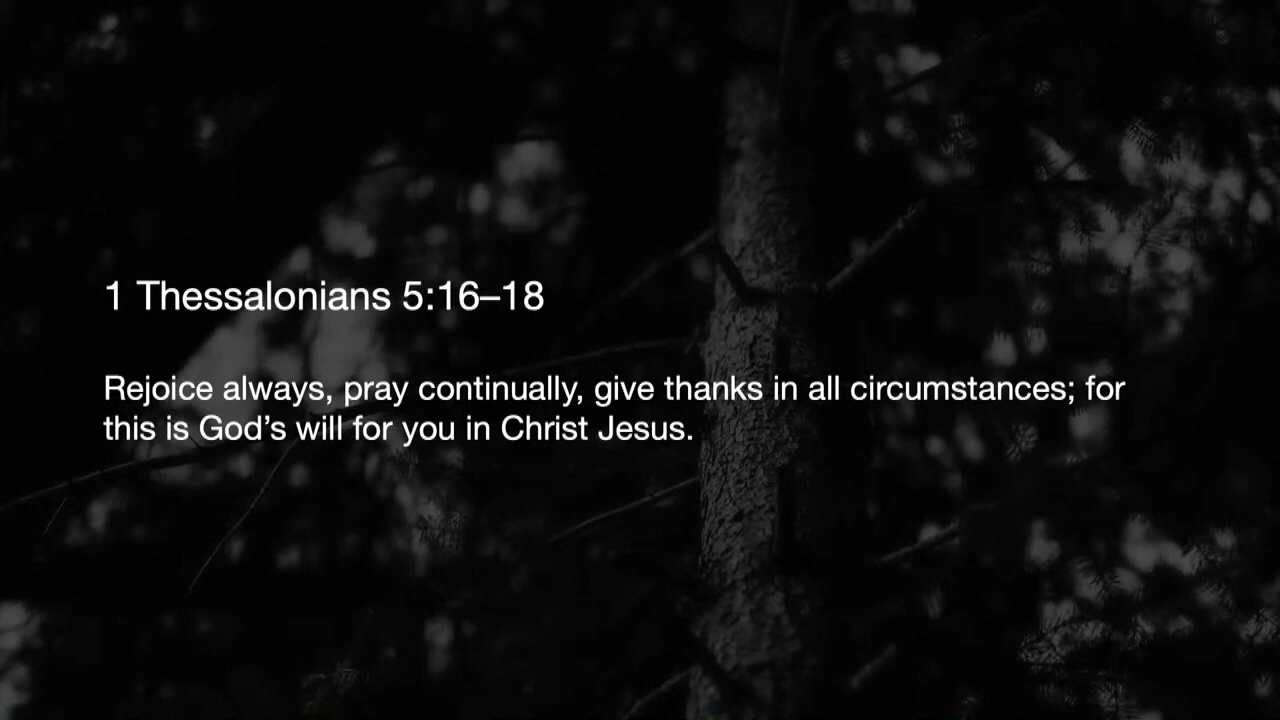 1 Thessalonians 5:16–18
Rejoice always, pray continually, give thanks in all circumstances; for
this is God’s will for you in Christ Jesus.